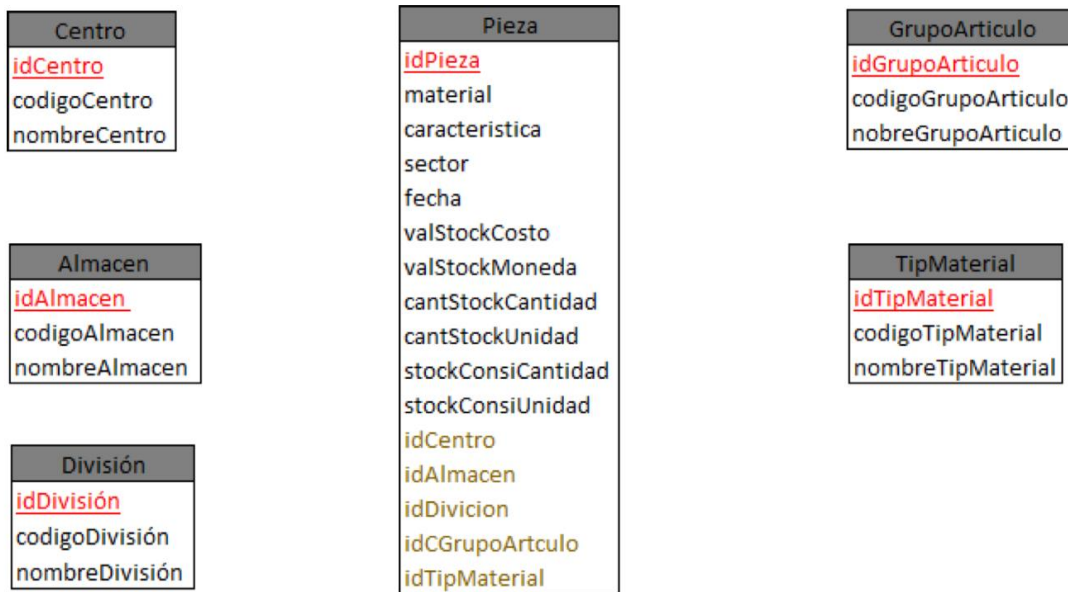 Centro
idCentro
codigoCentro
nombreCentro
Almacen
idAlmacen
codigoAlmacen
nombreAlmacen
División
idDivisión
codigoDivisión
nombreDivisión
Pieza
idPieza
material
caracteristica
sector
fecha
valStockCosto
valStockMoneda
cantStockCantidad
cantStockUnidad
stockConsiCantidad
stockConsiUnidad
idCentro
idAlmacen
idDivicion
idCGrupoArtculo
idTipMaterial
GrupoArticulo
idGrupoArticulo
codigoGrupoArticulo
nobreGrupoArticulo
TipMaterial
idTipMaterial
codigoTipMaterial
nombreTipMaterial